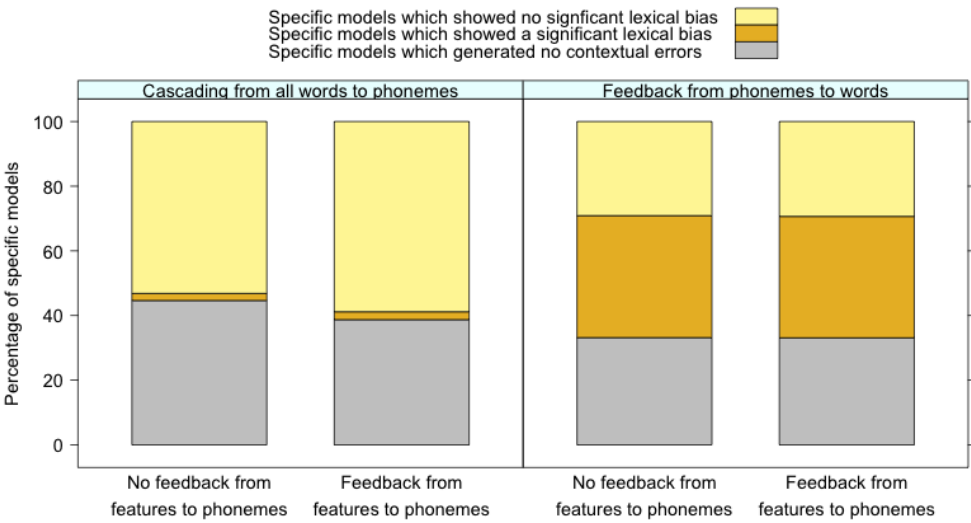 Specific models which showed no signficant lexical bias
Specific models which showed a significant lexical bias
Specific models which generated no contextual errors
Cascading from all words to phonemes
Feedback from phonemes to words
Percentage of specific models
100
80
60
40
20
0
No feedback from
features to phonemes
Feedback from
features to phonemes
No feedback from
features to phonemes
Feedback from
features to phonemes